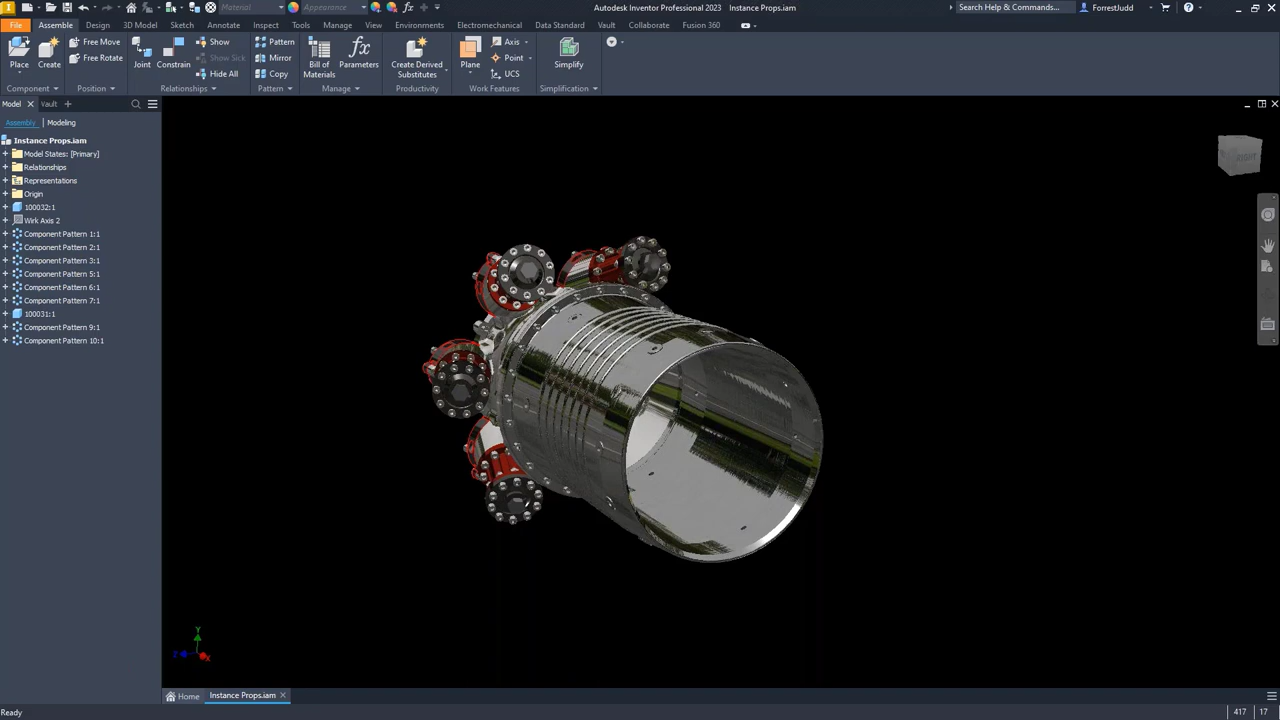 Material
Appearance
Autodesk Inventor Professional 2023 Instance Props.iam
Search Help & Commands...
ForrestJudd
File Assemble Design 3D Model Sketch Annotate Inspect Tools Manage View Environments Electromechanical Data Standard Vault Collaborate Fusion 360
Place
Create
Free Move
Free Rotate
Component
Position
Joint
Constrain
Show
Show Sick
Hide All
Relationships
Pattern
Mirror
Copy
Pattern
Bill of
Materials
Parameters
Manage
Create Derived
Substitutes
Productivity
Plane
Axis
Point
UCS
Work Features
Simplify
Simplification
Model
Vault
Assembly
Modeling
Instance Props.iam
Model States: [Primary]
Relationships
Representations
Origin
100032:1
Wrk Axis 2
Component Pattern 1:1
Component Pattern 2:1
Component Pattern 3:1
Component Pattern 5:1
Component Pattern 6:1
Component Pattern 7:1
100031:1
Component Pattern 9:1
Component Pattern 10:1
RIGHT
Y
Z
X
Home
Instance Props.iam
Ready
417 17